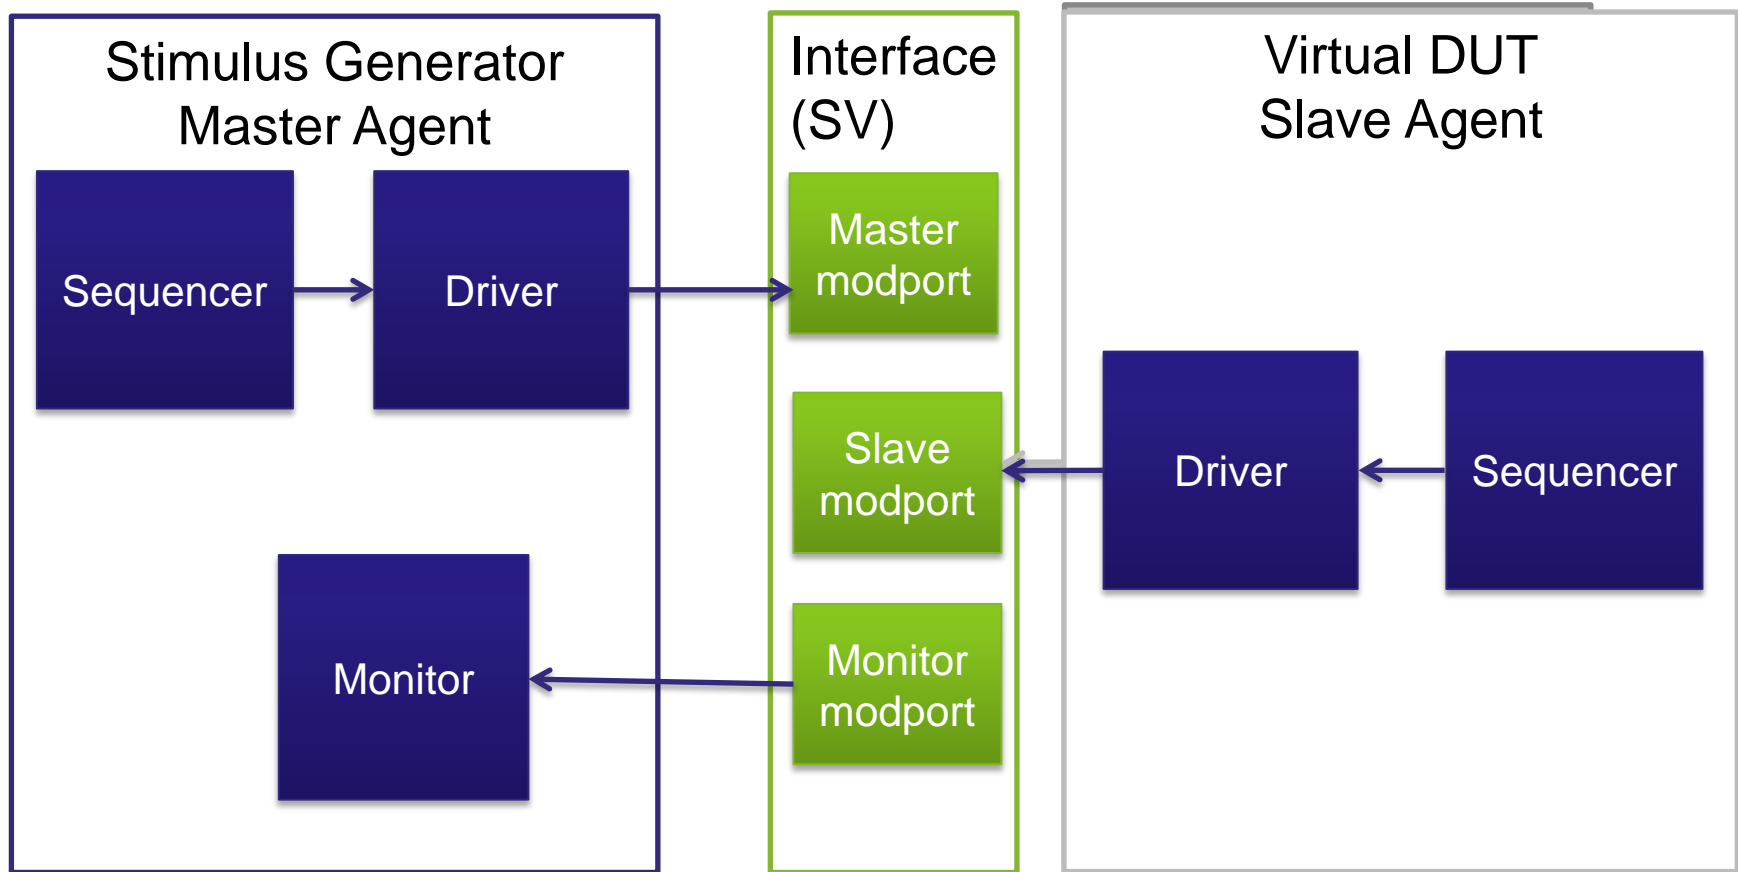 Stimulus Generator
Master Agent
Sequencer
Driver
Monitor
Interface
(SV)
Master
modport
Slave
modport
Monitor
modport
Virtual DUT
Slave Agent
Driver
Sequencer